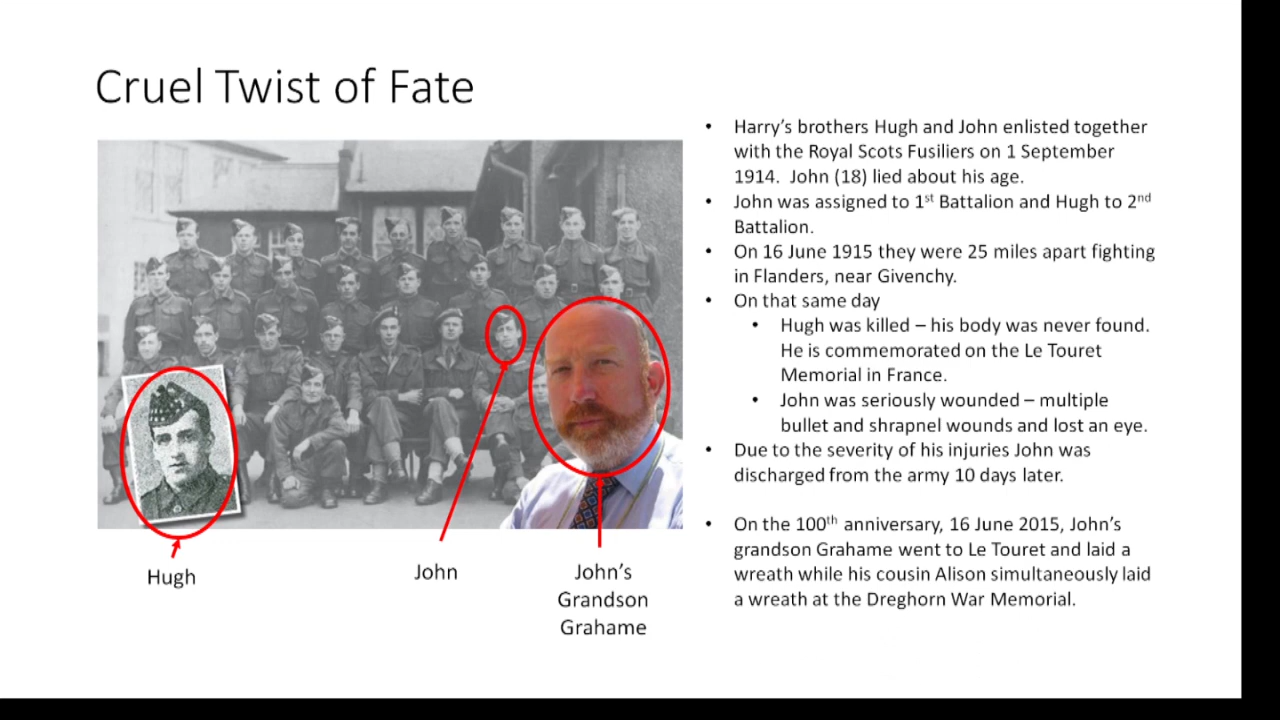 Cruel Twist of Fate
• Harry’s brothers Hugh and John enlisted together
with the Royal Scots Fusiliers on 1 September
1914.  John (18) lied about his age.
• John was assigned to 1st Battalion and Hugh to 2nd
Battalion.
• On 16 June 1915 they were 25 miles apart fighting
in Flanders, near Givenchy.
• On that same day
• Hugh was killed – his body was never found.
He is commemorated on the Le Touret
Memorial in France.
• John was seriously wounded – multiple
bullet and shrapnel wounds and lost an eye.
• Due to the severity of his injuries John was
discharged from the army 10 days later.
• On the 100th anniversary, 16 June 2015, John’s
grandson Grahame went to Le Touret and laid a
wreath while his cousin Alison simultaneously laid
a wreath at the Dreghorn War Memorial.
Hugh
John
John’s
Grandson
Grahame